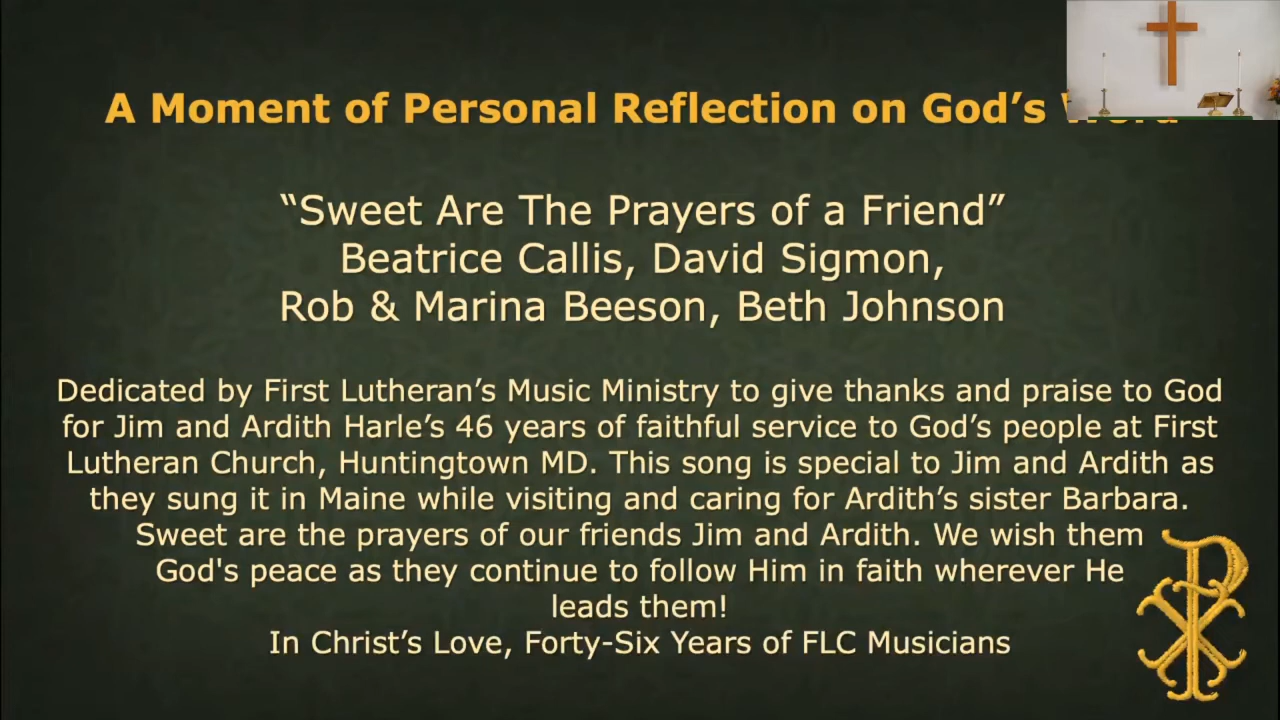 A Moment of Personal Reflection on God’s
“Sweet Are The Prayers of a Friend”
Beatrice Callis, David Sigmon,
Rob & Marina Beeson, Beth Johnson
Dedicated by First Lutheran’s Music Ministry to give thanks and praise to God
for Jim and Ardith Harle’s 46 years of faithful service to God’s people at First
Lutheran Church, Huntingtown MD. This song is special to Jim and Ardith as
they sung it in Maine while visiting and caring for Ardith’s sister Barbara.
Sweet are the prayers of our friends Jim and Ardith. We wish them
God's peace as they continue to follow Him in faith wherever He
leads them!
In Christ’s Love, Forty-Six Years of FLC Musicians